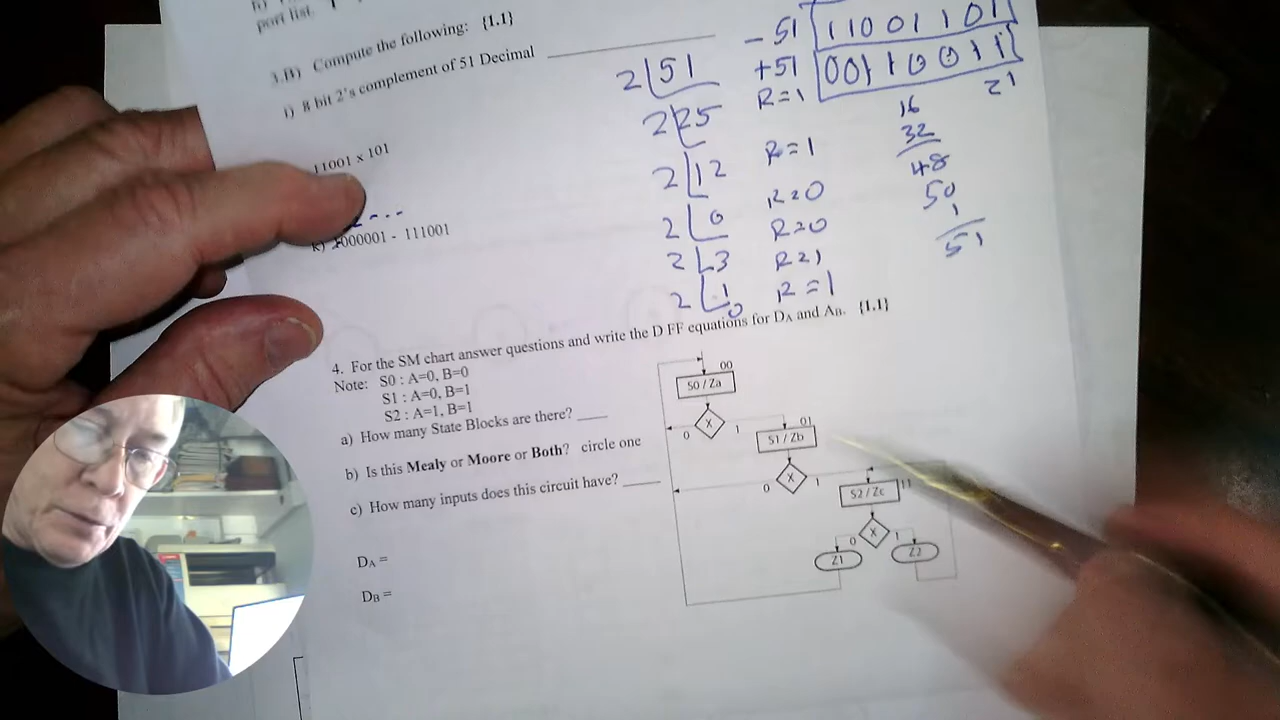 port list.
3.B) Compute the following: {1.1}
i) 8 bit 2's complement of 51 Decimal
11001 x 101
k) 1000001 - 111001
- 51 11001101
+51 00110011
2 51 R=1
2 25 R=1
2 12 R=0
2 6 R=0
2 3 R=1
2 1 R=1
0
21
16
32
48
50
1
51
4. For the SM chart answer questions and write the D FF equations for DA and AB. {1.1}
Note: S0 : A=0, B=0
S1 : A=0, B=1
S2 : A=1, B=1
a) How many State Blocks are there? ____
b) Is this Mealy or Moore or Both? circle one
c) How many inputs does this circuit have? _____
DA =
DB =
00
S0 / Za
X
0 1
01
S1 / Zb
X
0 1
11
S2 / Zc
X
0 1
Z1 Z2